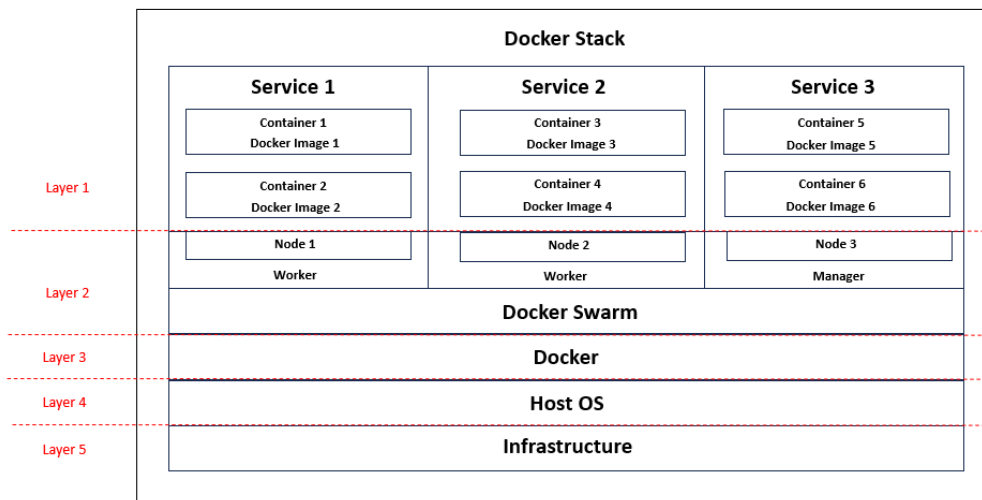 Docker Stack
Service 1
Service 2
Service 3
Container 1
Docker Image 1
Container 3
Docker Image 3
Container 5
Docker Image 5
Layer 1
Container 2
Docker Image 2
Container 4
Docker Image 4
Container 6
Docker Image 6
Node 1
Node 2
Node 3
Worker
Worker
Manager
Layer 2
Docker Swarm
Layer 3
Docker
Layer 4
Host OS
Layer 5
Infrastructure